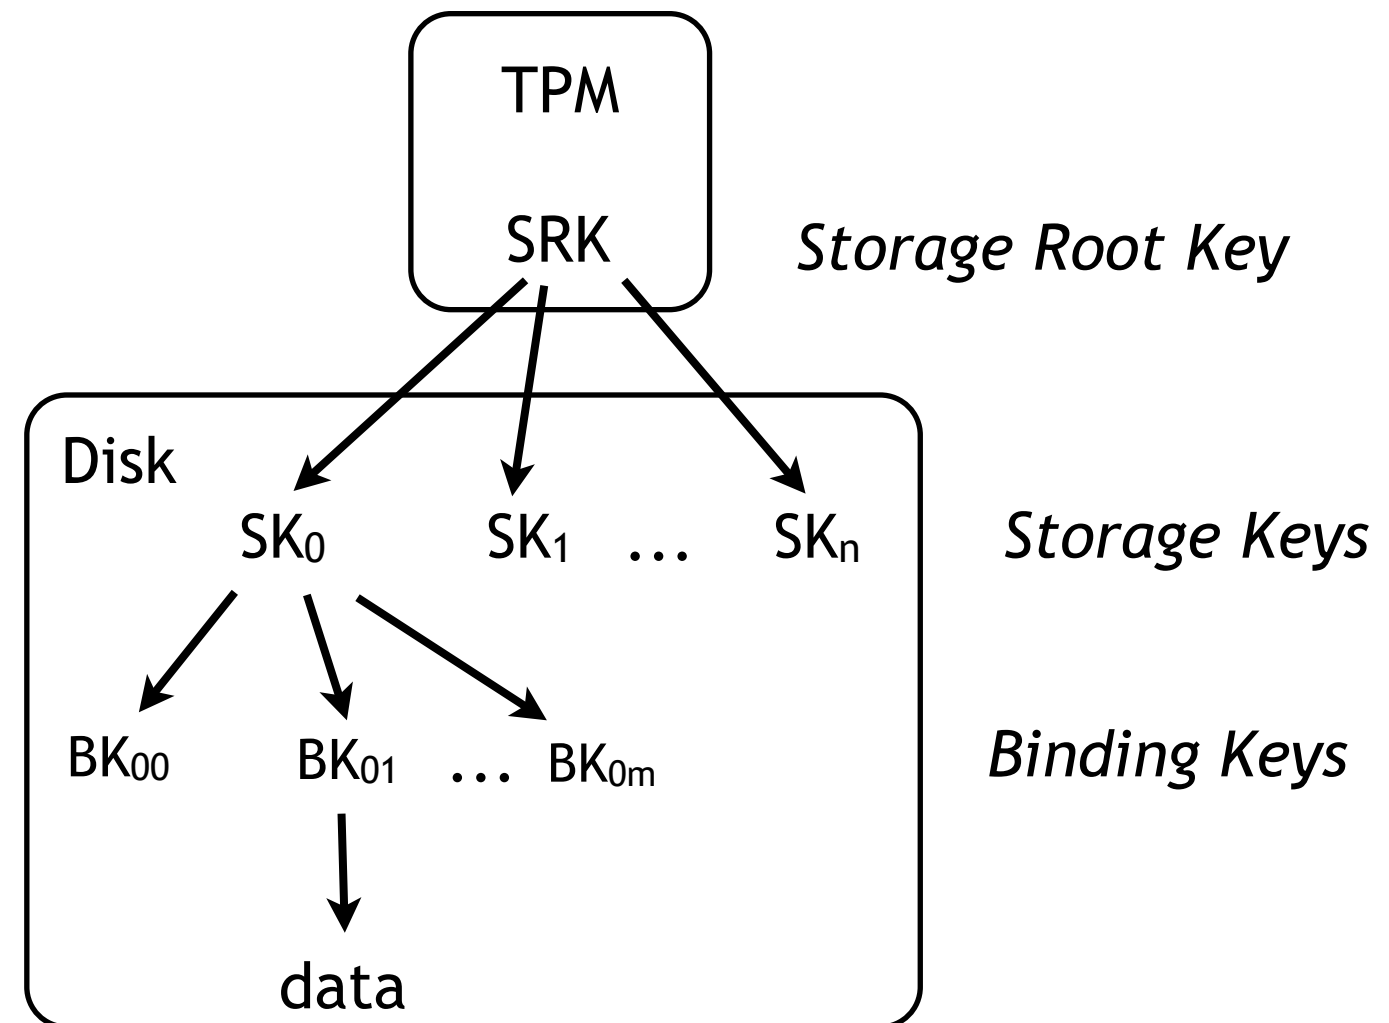 TPM
SRK
Storage Root Key
Disk
SK₀ SK₁ ... SKₙ
Storage Keys
BK₀₀ BK₀₁ ... BK₀ₘ
Binding Keys
data